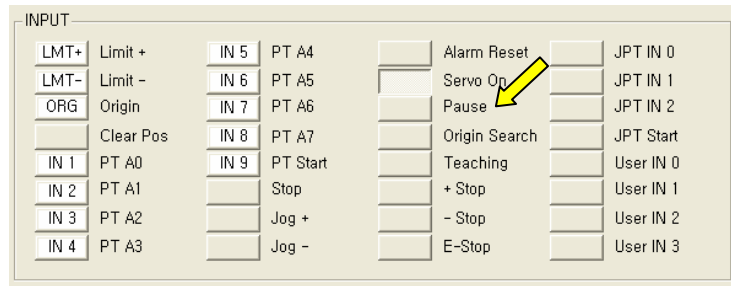 INPUT
LMT+ Limit + IN 5 PT A4 Alarm Reset JPT IN 0
LMT- Limit - IN 6 PT A5 Servo On JPT IN 1
ORG Origin IN 7 PT A6 Pause JPT IN 2
Clear Pos IN 8 PT A7 Origin Search JPT Start
IN 1 PT A0 IN 9 PT Start Teaching User IN 0
IN 2 PT A1 Stop + Stop User IN 1
IN 3 PT A2 Jog + - Stop User IN 2
IN 4 PT A3 Jog - E-Stop User IN 3